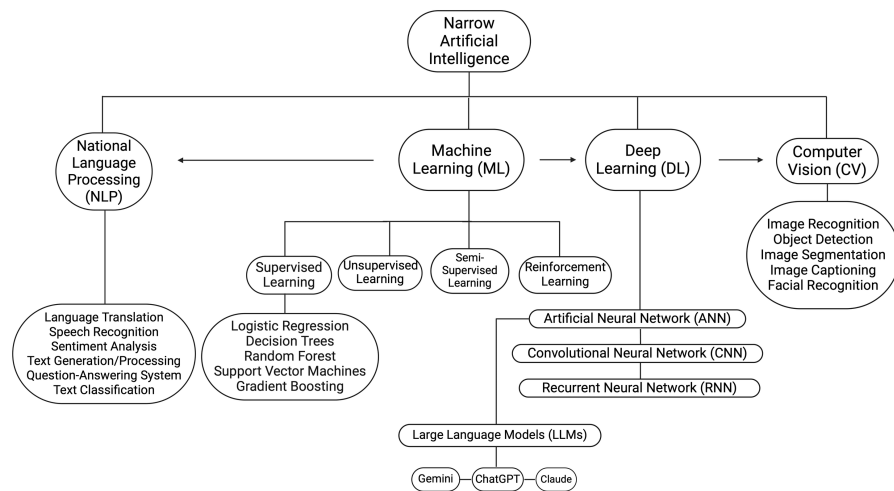 Narrow
Artificial
Intelligence
National
Language
Processing
(NLP)
Machine
Learning (ML)
Deep
Learning (DL)
Computer
Vision (CV)
Image Recognition
Object Detection
Image Segmentation
Image Captioning
Facial Recognition
Supervised
Learning
Unsupervised
Learning
Semi-
Supervised
Learning
Reinforcement
Learning
Language Translation
Speech Recognition
Sentiment Analysis
Text Generation/Processing
Question-Answering System
Text Classification
Logistic Regression
Decision Trees
Random Forest
Support Vector Machines
Gradient Boosting
Artificial Neural Network (ANN)
Convolutional Neural Network (CNN)
Recurrent Neural Network (RNN)
Large Language Models (LLMs)
Gemini
ChatGPT
Claude